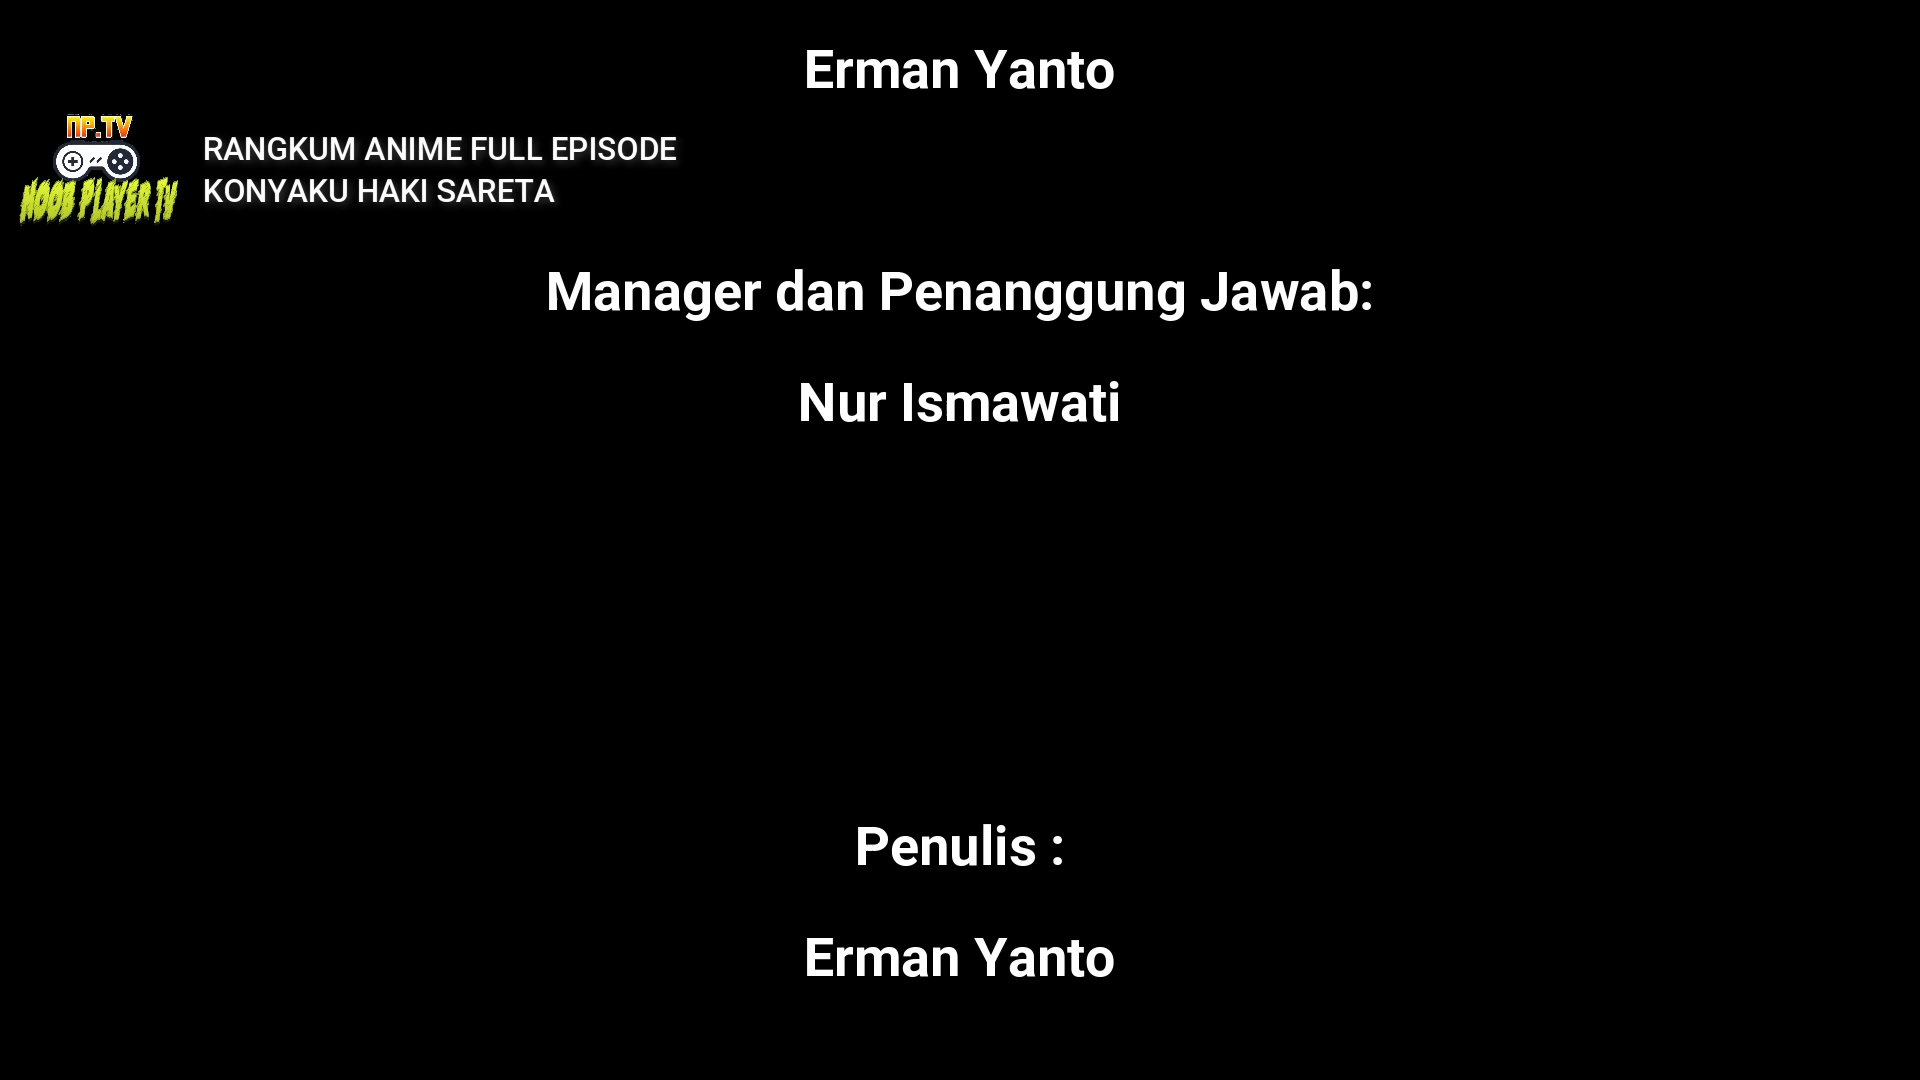 Erman Yanto
NP.TV
NOOB PLAYER TV
RANGKUM ANIME FULL EPISODE
KONYAKU HAKI SARETA
Manager dan Penanggung Jawab:
Nur Ismawati
Penulis :
Erman Yanto